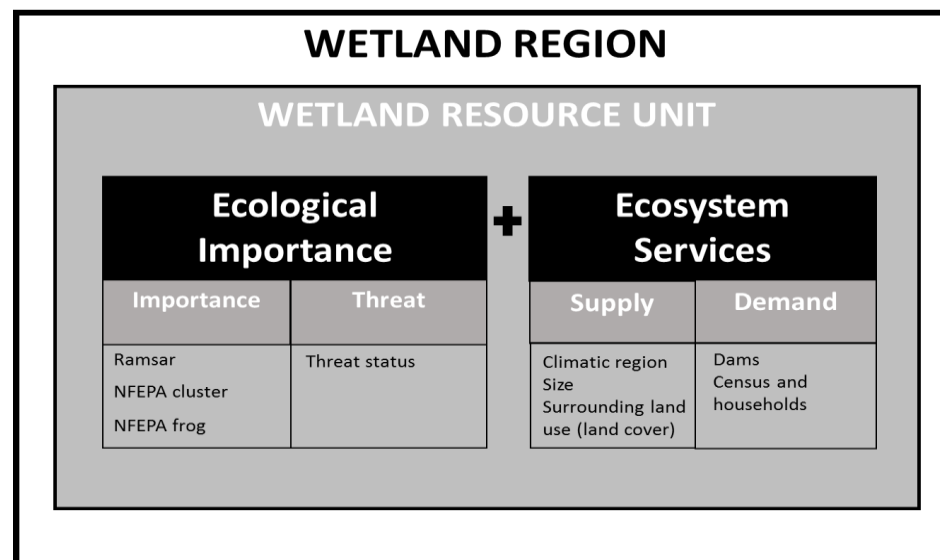 WETLAND REGION
WETLAND RESOURCE UNIT
Ecological
Importance
+
Ecosystem
Services
Importance
Threat
Supply
Demand
Ramsar
NFEPA cluster
NFEPA frog
Threat status
Climatic region
Size
Surrounding land
use (land cover)
Dams
Census and
households